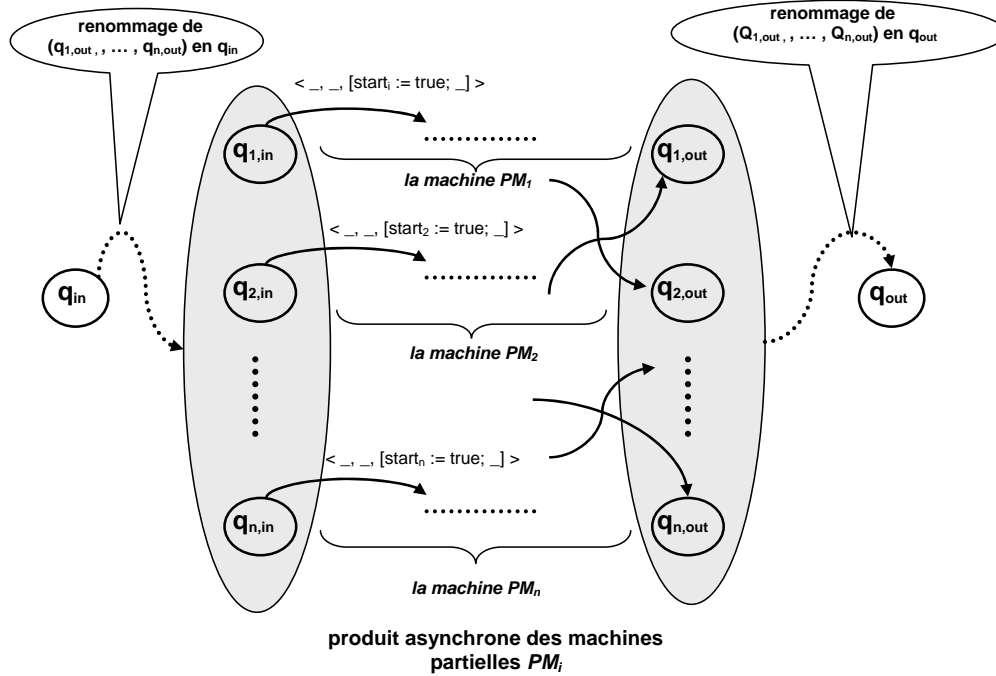 renommage de
(q1,out, , … , qn,out) en qin
renommage de
(Q1,out, , … , Qn,out) en qout
< _, _, [starti := true; _] >
q1,in
q1,out
la machine PM1
< _, _, [start2 := true; _] >
qin
q2,in
q2,out
qout
la machine PM2
< _, _, [startn := true; _] >
qn,in
qn,out
la machine PMn
produit asynchrone des machines
partielles PMi